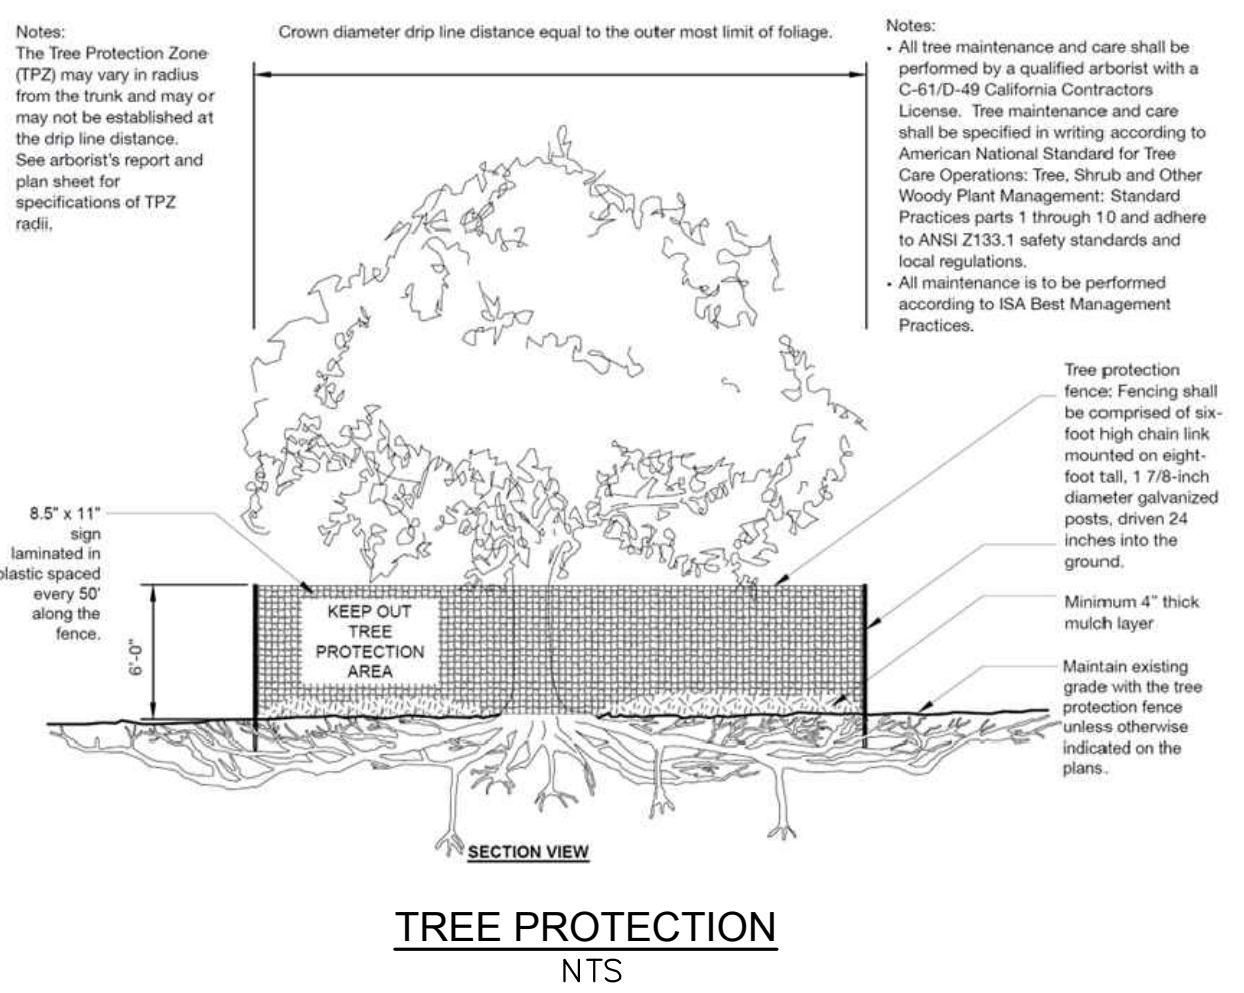 Notes:
The Tree Protection Zone
(TPZ) may vary in radius
from the trunk and may or
may not be established at
the drip line distance.
See arborist's report and
plan sheet for
specifications of TPZ
radii.
Crown diameter drip line distance equal to the outer most limit of foliage.
Notes:
• All tree maintenance and care shall be
performed by a qualified arborist with a
C-61/D-49 California Contractors
License. Tree maintenance and care
shall be specified in writing according to
American National Standard for Tree
Care Operations: Tree, Shrub and Other
Woody Plant Management: Standard
Practices parts 1 through 10 and adhere
to ANSI Z133.1 safety standards and
local regulations.
• All maintenance is to be performed
according to ISA Best Management
Practices.
Tree protection
fence: Fencing shall
be comprised of six-
foot high chain link
mounted on eight-
foot tall, 1 7/8-inch
diameter galvanized
posts, driven 24
inches into the
ground.
Minimum 4" thick
mulch layer
Maintain existing
grade with the tree
protection fence
unless otherwise
indicated on the
plans.
8.5" x 11"
sign
laminated in
plastic spaced
every 50'
along the
fence.
6'-0"
KEEP OUT
TREE
PROTECTION
AREA
SECTION VIEW
TREE PROTECTION
NTS